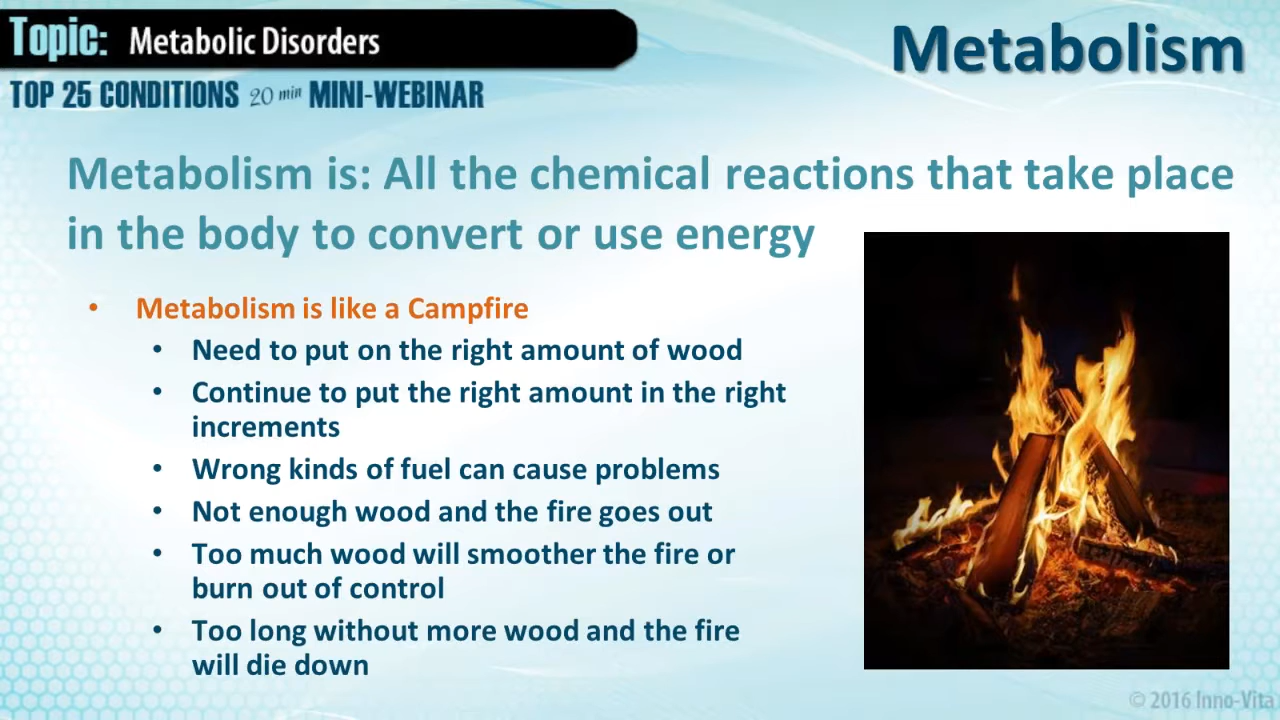 Topic: Metabolic Disorders
Metabolism
TOP 25 CONDITIONS 20 min MINI-WEBINAR
Metabolism is: All the chemical reactions that take place
in the body to convert or use energy
• Metabolism is like a Campfire
• Need to put on the right amount of wood
• Continue to put the right amount in the right
increments
• Wrong kinds of fuel can cause problems
• Not enough wood and the fire goes out
• Too much wood will smoother the fire or
burn out of control
• Too long without more wood and the fire
will die down
© 2016 Inno-Vita